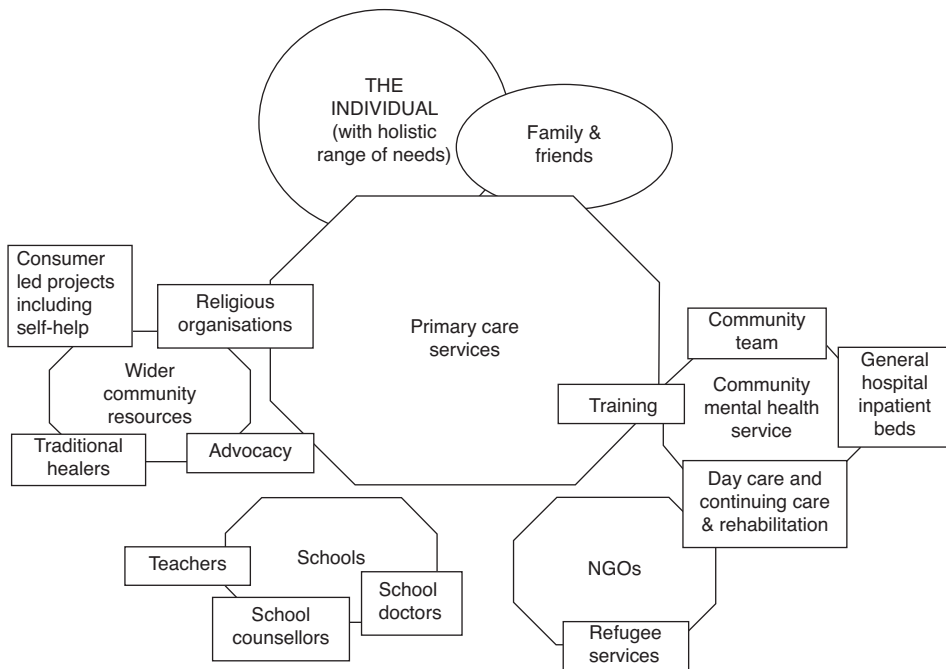 THE
INDIVIDUAL
(with holistic
range of needs)
Family &
friends
Consumer
led projects
including
self-help
Religious
organisations
Wider
community
resources
Traditional
healers
Advocacy
Primary care
services
Training
Community
team
Community
mental health
service
General
hospital
inpatient
beds
Day care and
continuing care
& rehabilitation
Teachers
Schools
School
counsellors
School
doctors
NGOs
Refugee
services